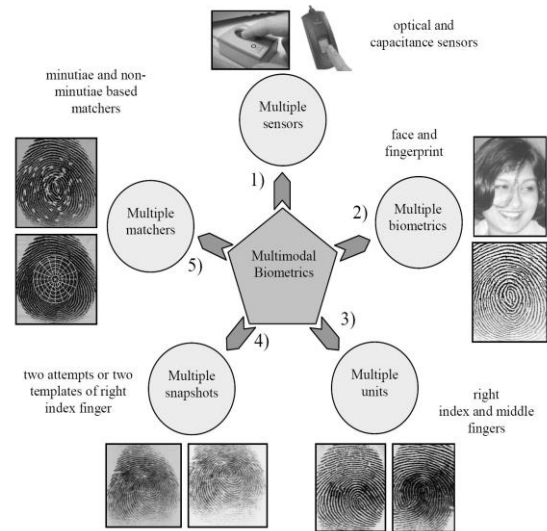 optical and
capacitance sensors
minutiae and non-
minutiae based
matchers
Multiple
sensors
face and
fingerprint
1)
Multiple
matchers
2)
Multiple
biometrics
5)
Multimodal
Biometrics
4)
3)
two attempts or two
templates of right
index finger
Multiple
snapshots
Multiple
units
right
index and middle
fingers